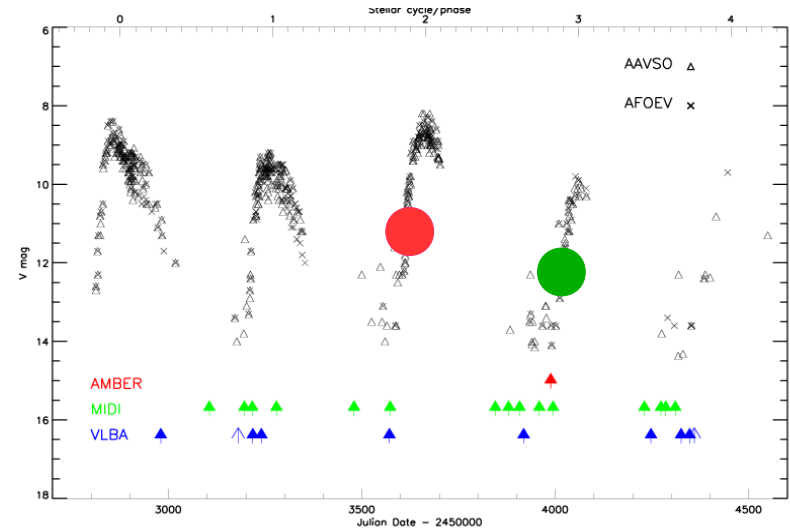 Stellar cycle/phase
0 1 2 3 4
6
AAVSO
AFOEV
8
10
12
V mag
14
AMBER
MIDI
16
VLBA
18
3000 3500 4000 4500
Julian Date - 2450000